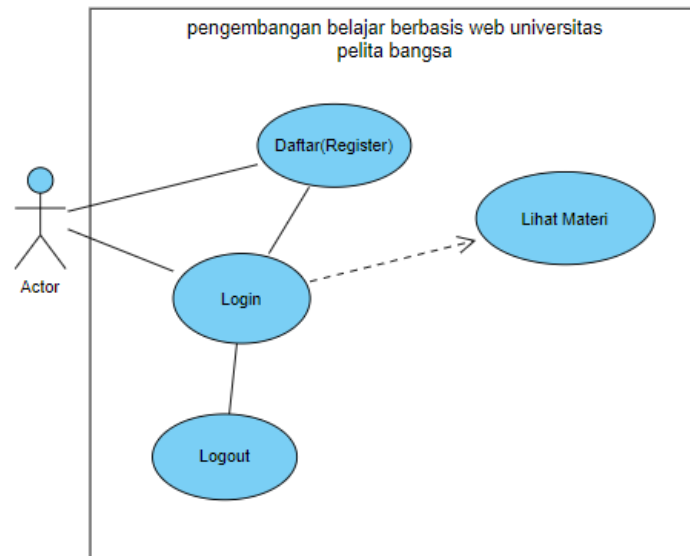 pengembangan belajar berbasis web universitas
pelita bangsa
Daftar(Register)
Lihat Materi
Actor
Login
Logout